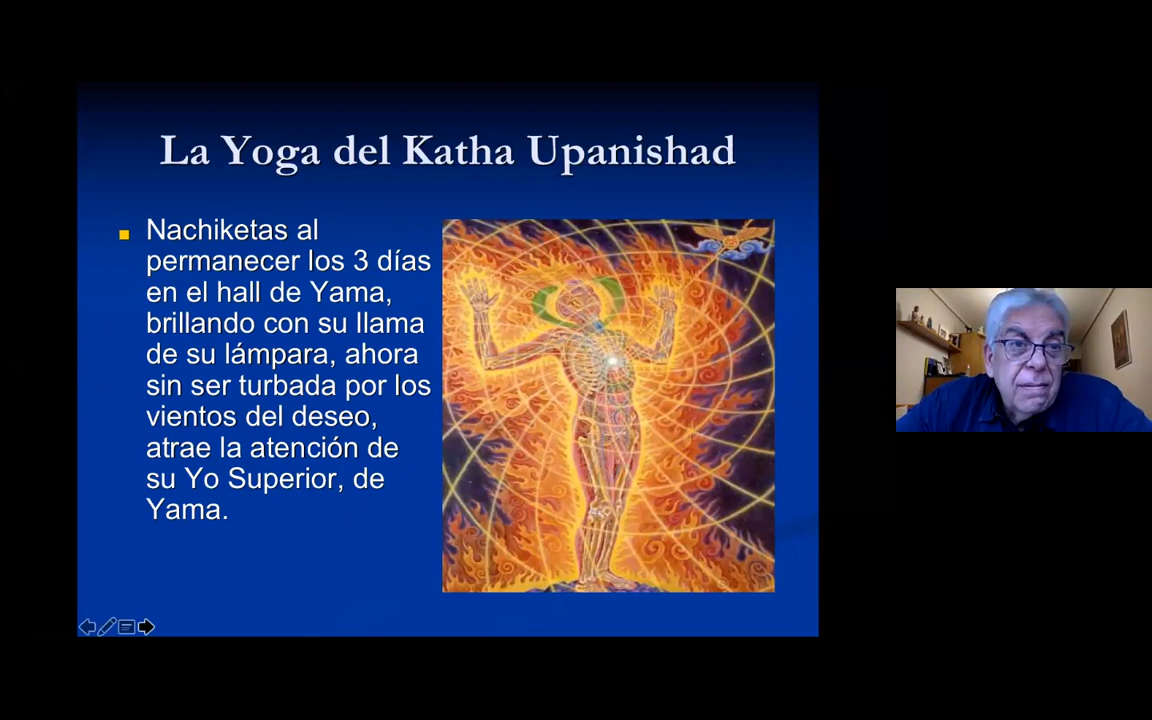 La Yoga del Katha Upanishad
Nachiketas al
permanecer los 3 días
en el hall de Yama,
brillando con su llama
de su lámpara, ahora
sin ser turbada por los
vientos del deseo,
atrae la atención de
su Yo Superior, de
Yama.